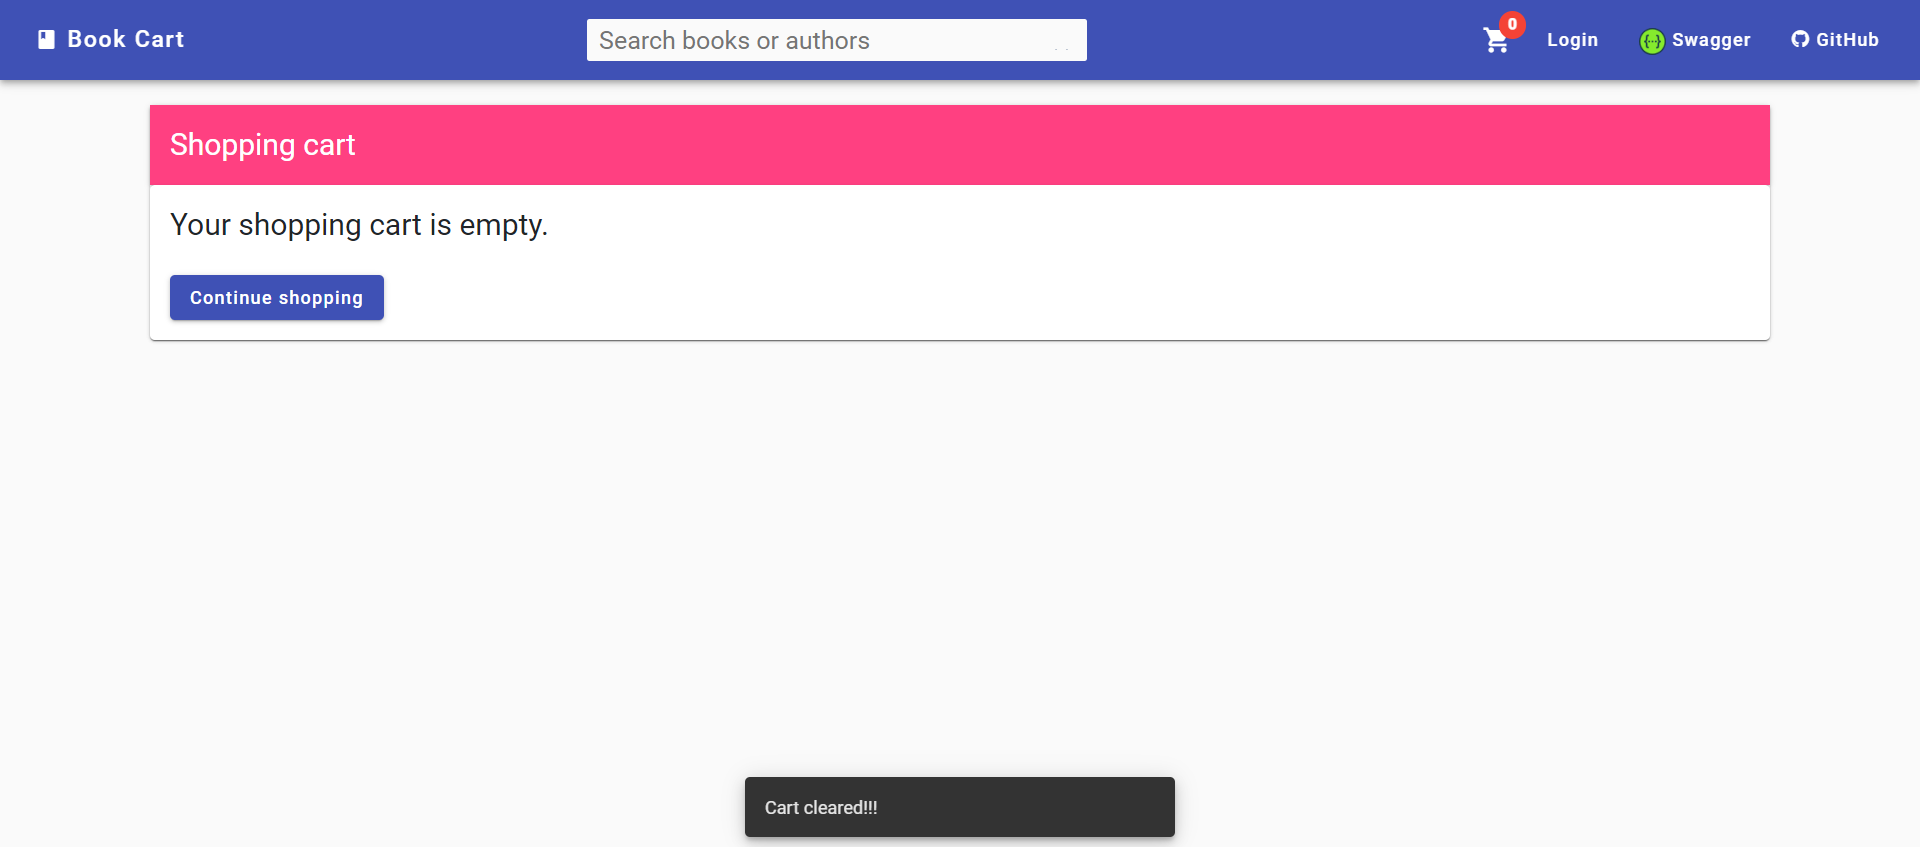 Book Cart
Search books or authors
0
Login
Swagger
GitHub
Shopping cart
Your shopping cart is empty.
Continue shopping
Cart cleared!!!